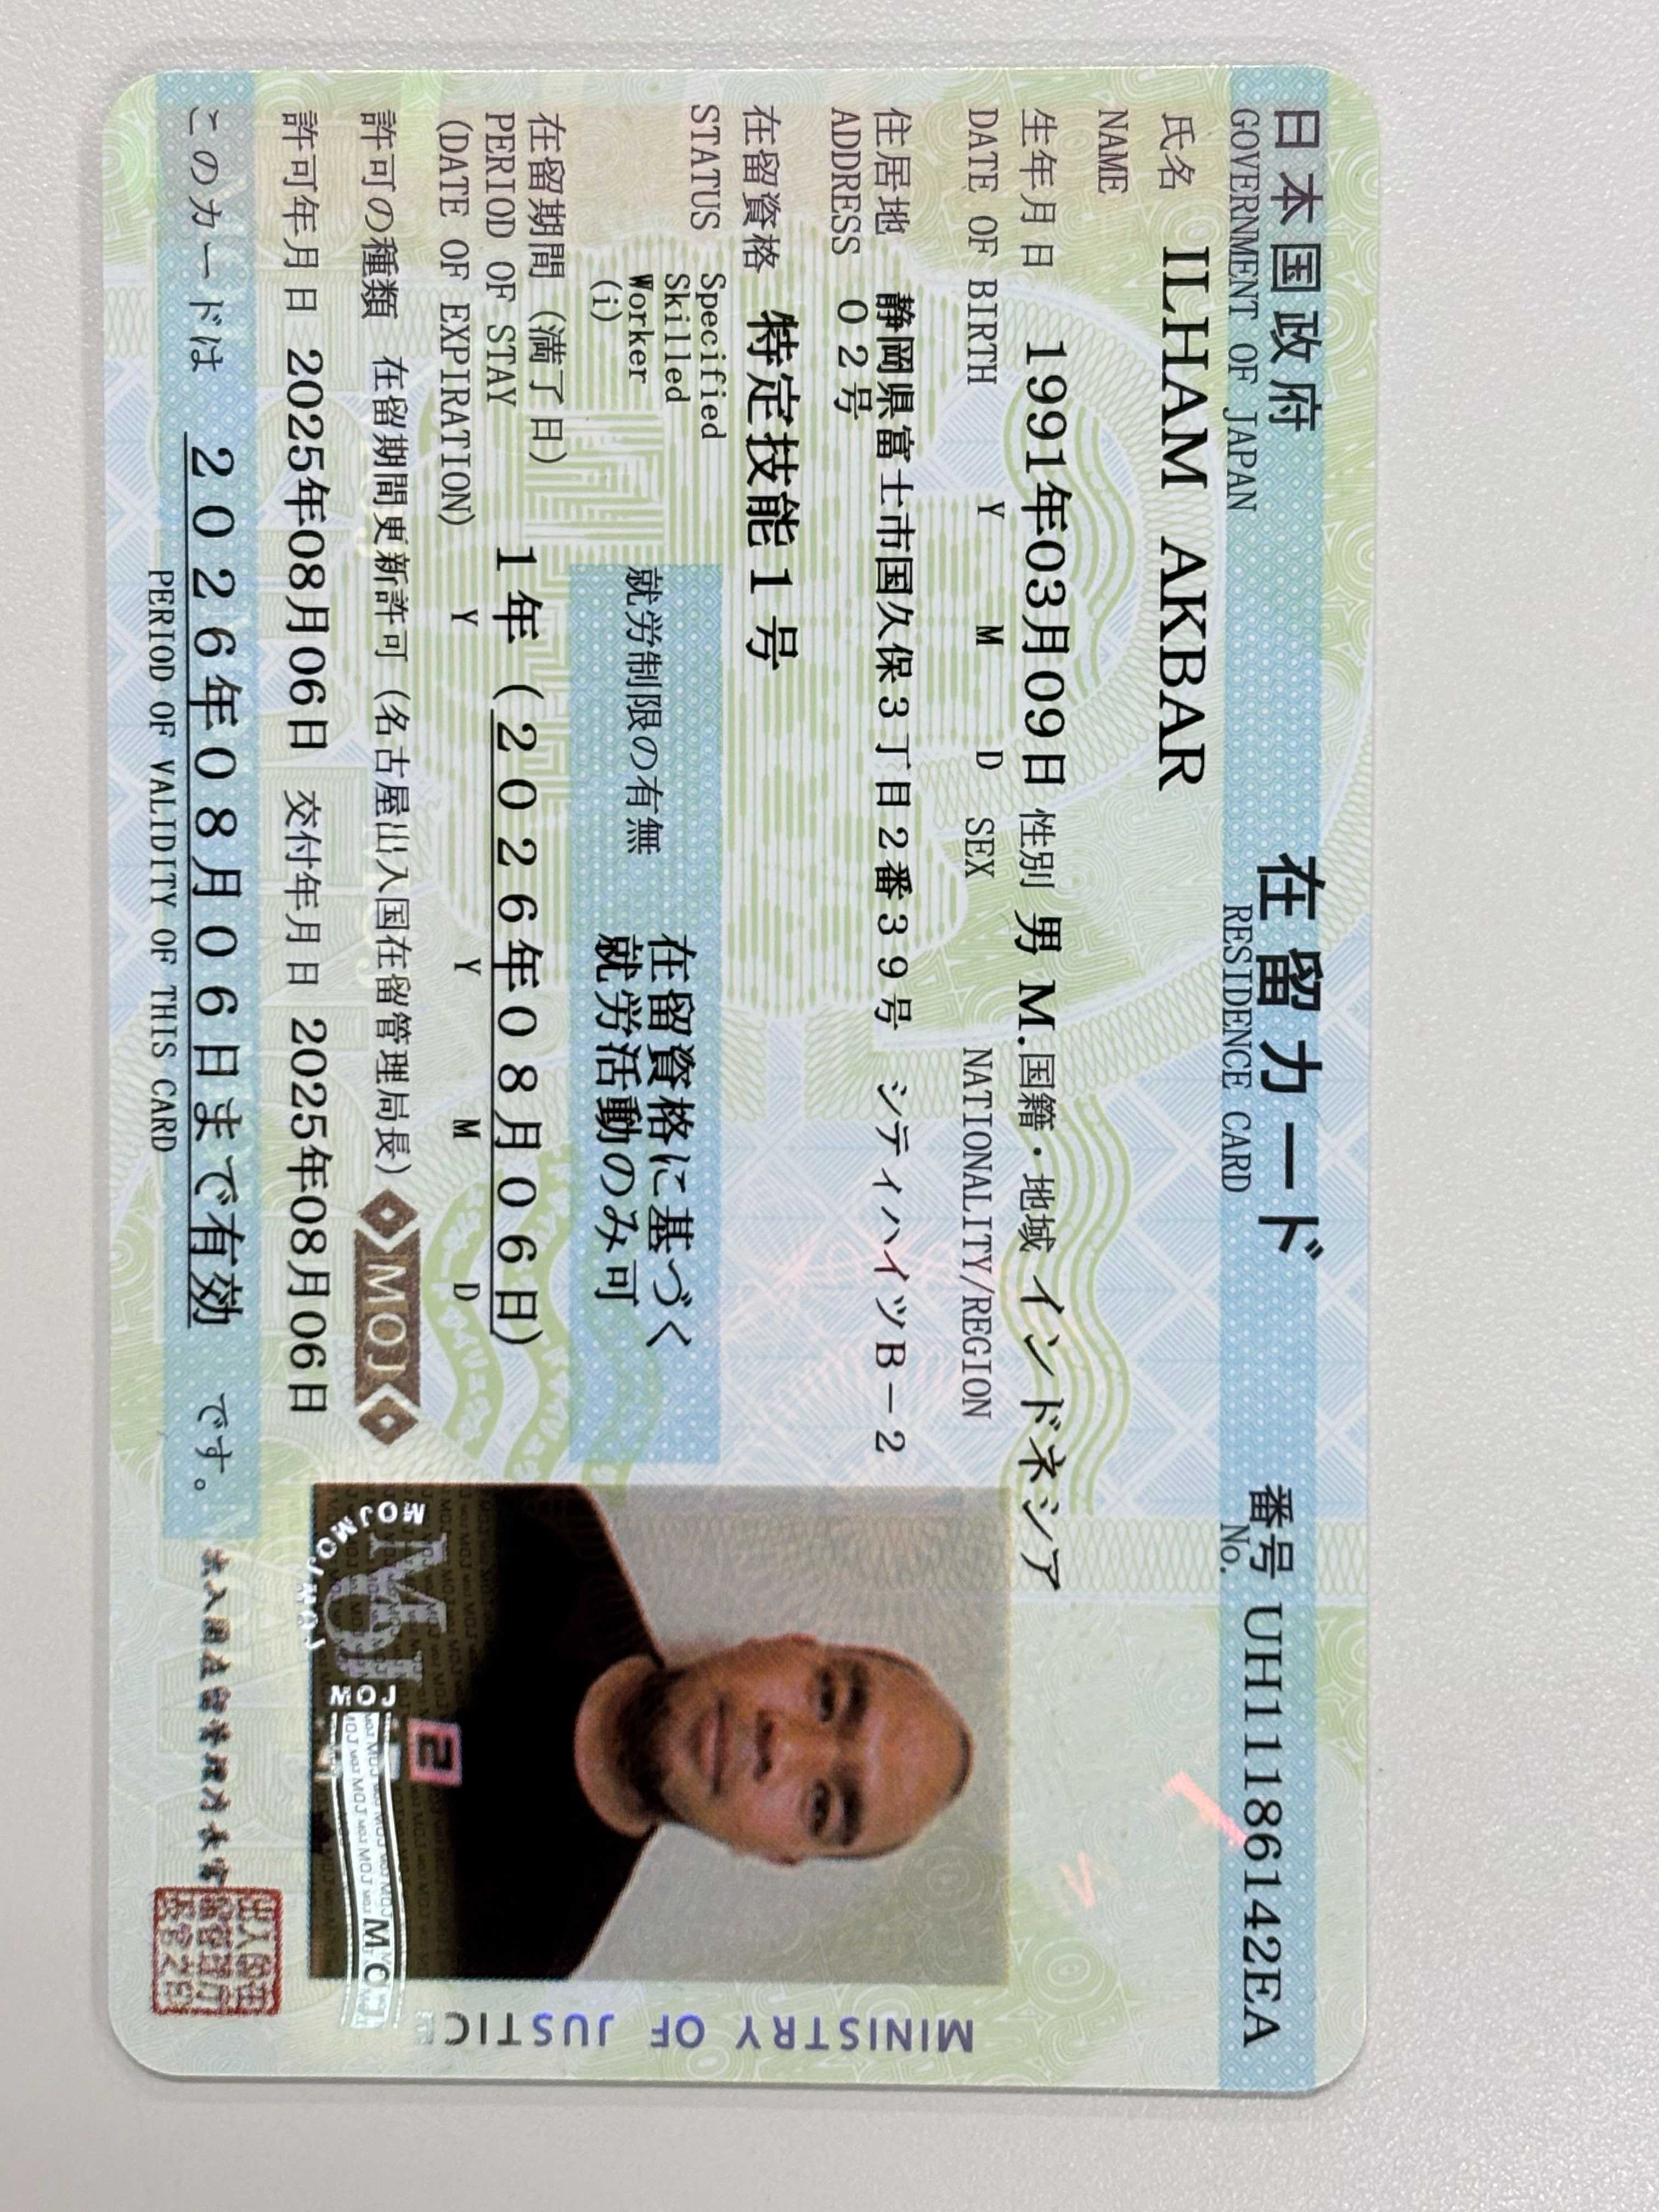 日本国政府 在留カード 番号 UH11186142EA
GOVERNMENT OF JAPAN RESIDENCE CARD No.
氏名 ILHAM AKBAR
NAME
生年月日 1991年03月09日 性別 男 M. 国籍・地域 インドネシア
DATE OF BIRTH Y M D SEX NATIONALITY/REGION
住居地 静岡県富士市国久保3丁目2番39号 シティハイツB-2
ADDRESS 02号
在留資格 特定技能1号
STATUS Specified
Skilled
Worker
(i)
就労制限の有無 在留資格に基づく
就労活動のみ可
在留期間(満了日) 1年(2026年08月06日)
PERIOD OF STAY
(DATE OF EXPIRATION) Y Y M D
許可の種類 在留期間更新許可(名古屋出入国在留管理局長)
MOJ
許可年月日 2025年08月06日 交付年月日 2025年08月06日
このカードは 2026年08月06日まで有効 です。
PERIOD OF VALIDITY OF THIS CARD
出入国在留管理庁長官
MINISTRY OF JUSTICE
MOJ
2